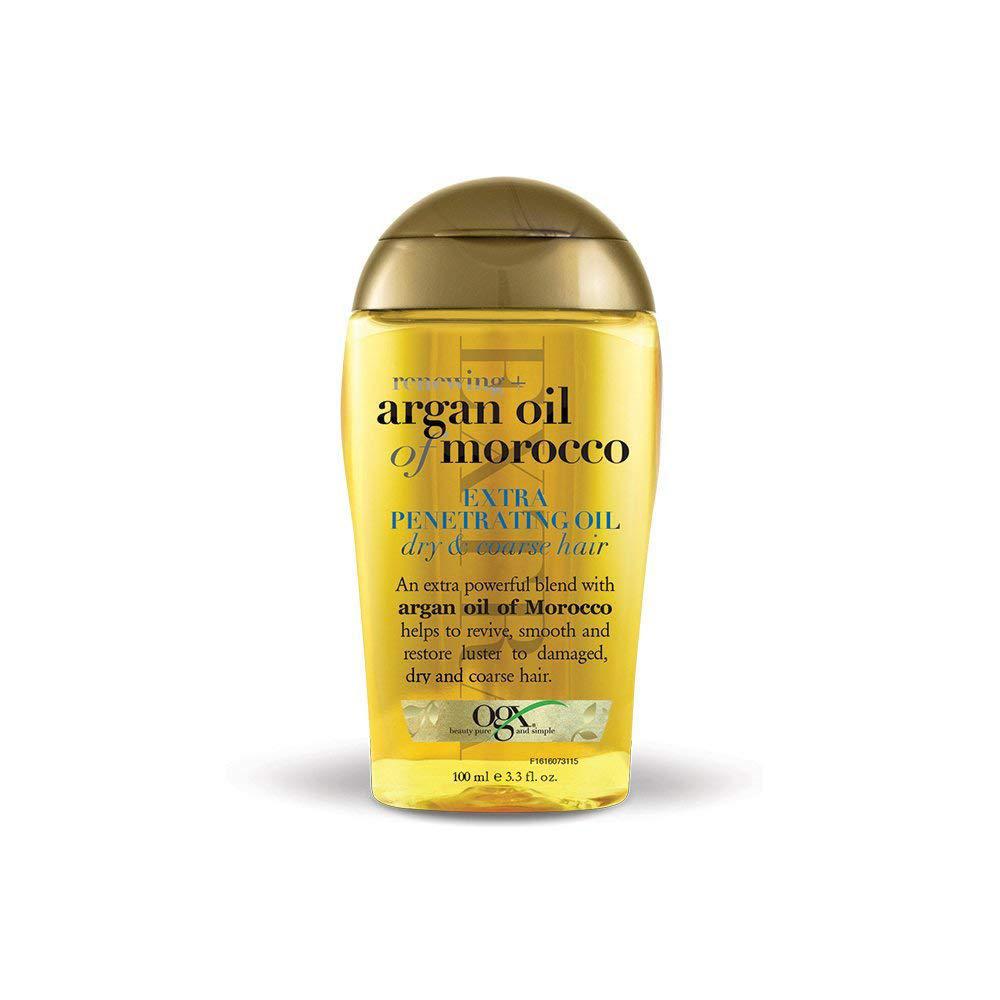 renewing +
argan oil
of morocco
EXTRA
PENETRATING OIL
dry & coarse hair
An extra powerful blend with
argan oil of Morocco
helps to revive, smooth and
restore luster to damaged,
dry and coarse hair.
ogx®
beauty pure and simple
F1616073115
100 ml e 3.3 fl. oz.
EXTRA